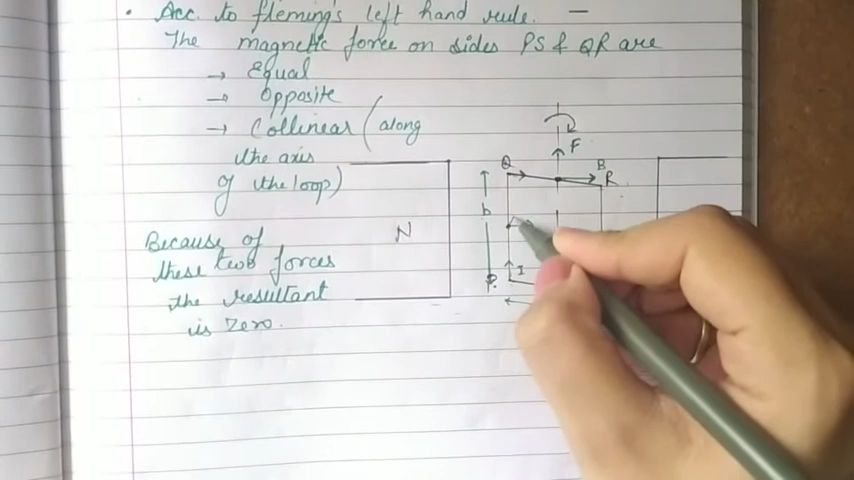 • Acc. to fleming's left hand rule. —
The magnetic force on sides PS & QR are
→ Equal
→ Opposite
→ Collinear (along
the axis
of the loop)
Because of
these two forces
the resultant
is zero.
N
F
Q
B
R
b
I
P